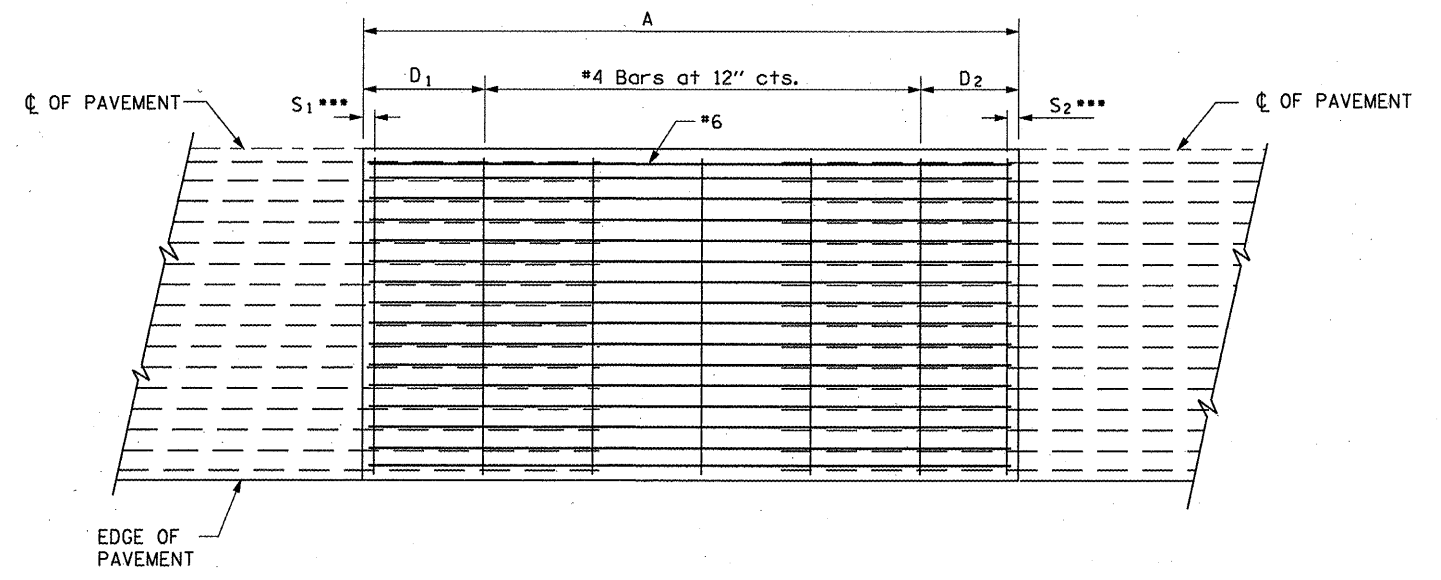 A
D1
#4 Bars at 12" cts.
D2
℄ OF PAVEMENT
S1***
#6
S2***
℄ OF PAVEMENT
EDGE OF
PAVEMENT